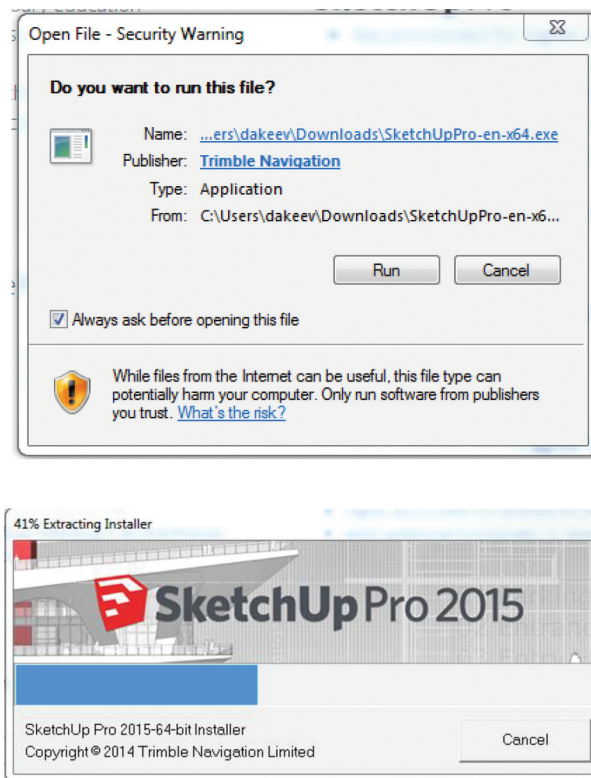 Open File - Security Warning
Do you want to run this file?
Name: ...ers\dakeev\Downloads\SketchUpPro-en-x64.exe
Publisher: Trimble Navigation
Type: Application
From: C:\Users\dakeev\Downloads\SketchUpPro-en-x6...
Run Cancel
Always ask before opening this file
While files from the Internet can be useful, this file type can
potentially harm your computer. Only run software from publishers
you trust. What's the risk?
41% Extracting Installer
SketchUp Pro 2015
SketchUp Pro 2015-64-bit Installer
Copyright © 2014 Trimble Navigation Limited
Cancel